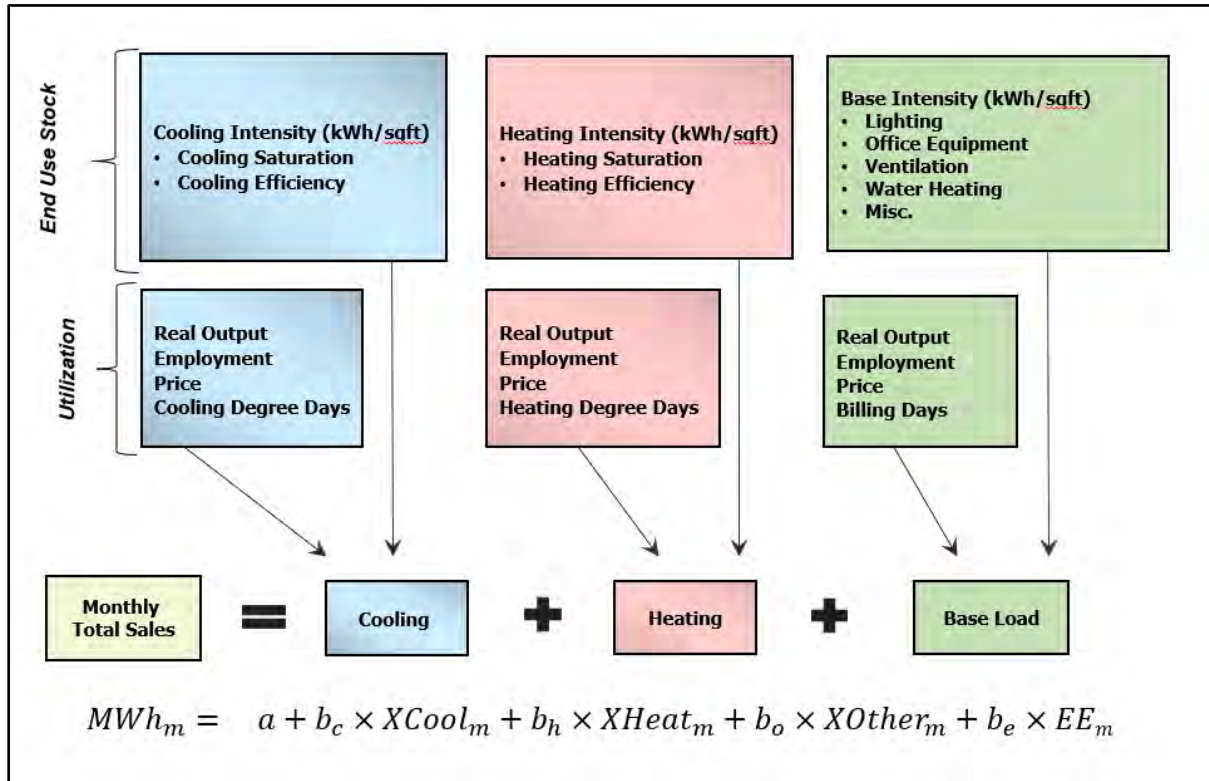 End Use Stock
Cooling Intensity (kWh/sqft)
• Cooling Saturation
• Cooling Efficiency
Heating Intensity (kWh/sqft)
• Heating Saturation
• Heating Efficiency
Base Intensity (kWh/sqft)
• Lighting
• Office Equipment
• Ventilation
• Water Heating
• Misc.
Utilization
Real Output
Employment
Price
Cooling Degree Days
Real Output
Employment
Price
Heating Degree Days
Real Output
Employment
Price
Billing Days
Monthly
Total Sales
=
Cooling
+
Heating
+
Base Load
MWh_m = a + b_c × XCool_m + b_h × XHeat_m + b_o × XOther_m + b_e × EE_m